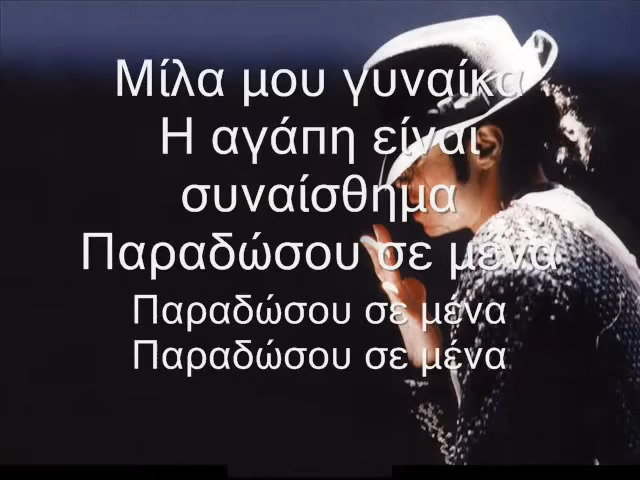 Μίλα μου γυναίκα
Η αγάπη είναι
συναίσθημα
Παραδώσου σε μένα
Παραδώσου σε μένα
Παραδώσου σε μένα